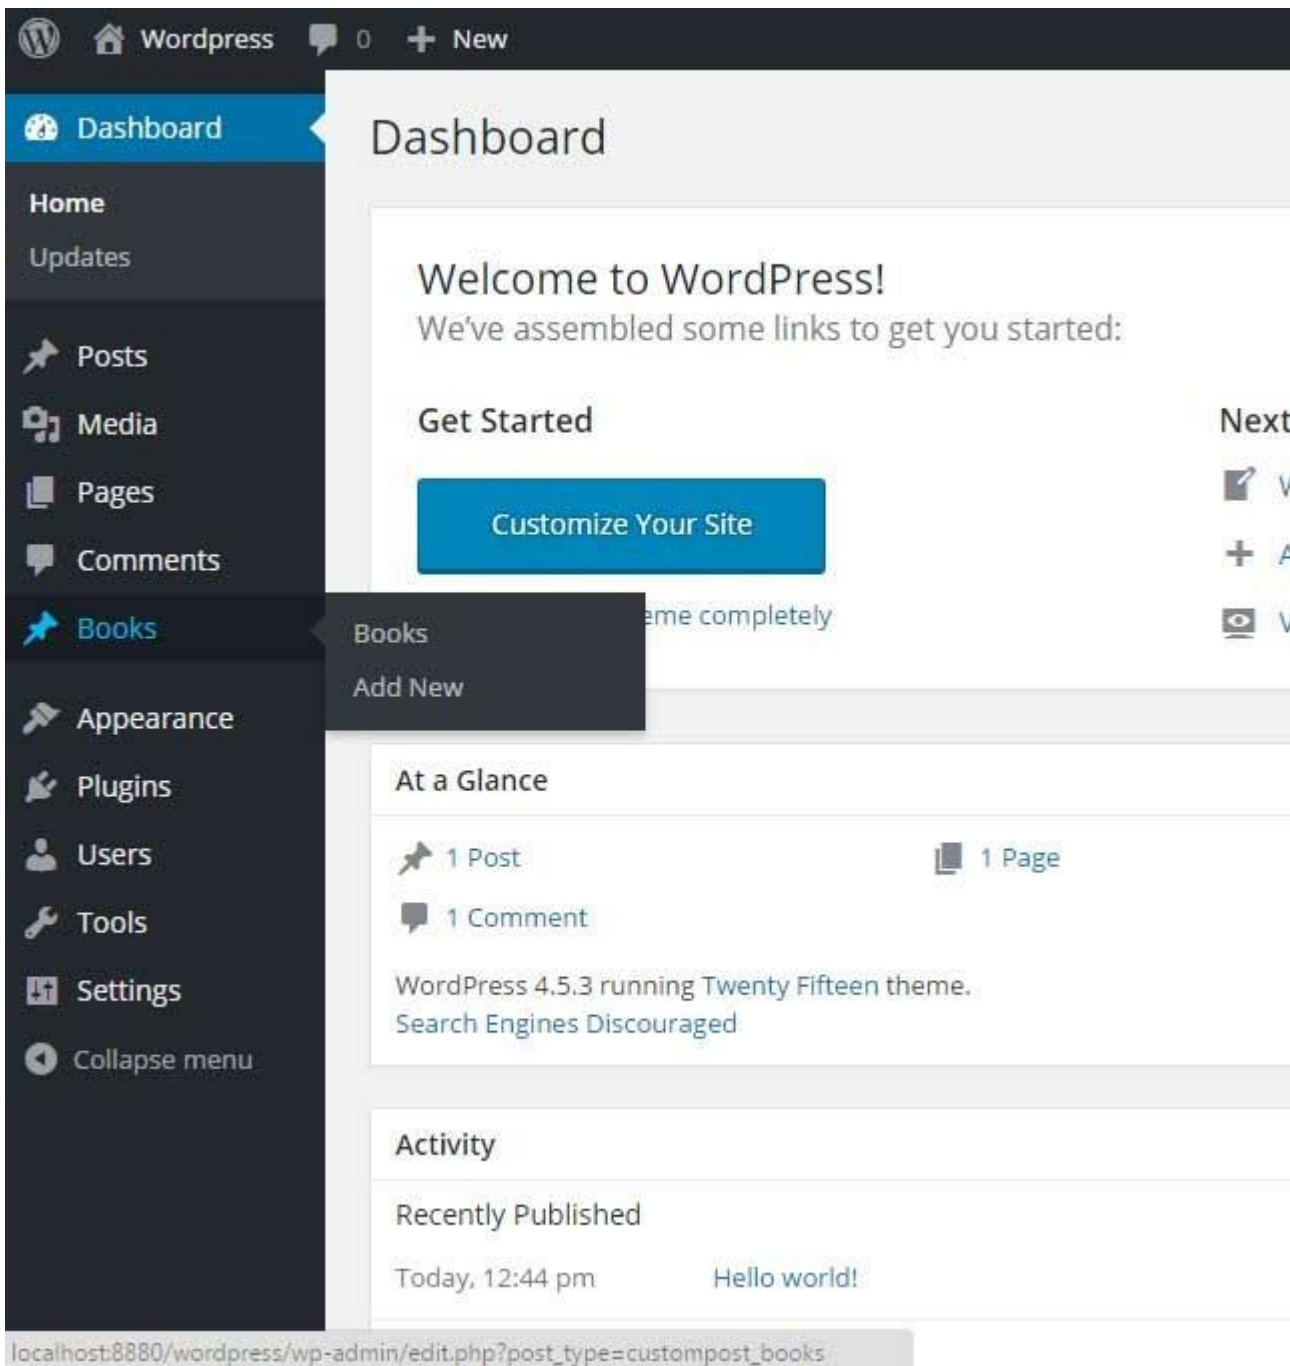 Wordpress 0 New
Dashboard
Home
Updates
Posts
Media
Pages
Comments
Books
Appearance
Plugins
Users
Tools
Settings
Collapse menu
Books
Add New
Dashboard
Welcome to WordPress!
We've assembled some links to get you started:
Get Started
Customize Your Site
completely
Next
At a Glance
1 Post
1 Page
1 Comment
WordPress 4.5.3 running Twenty Fifteen theme.
Search Engines Discouraged
Activity
Recently Published
Today, 12:44 pm Hello world!
localhost:8880/wordpress/wp-admin/edit.php?post_type=custompost_books